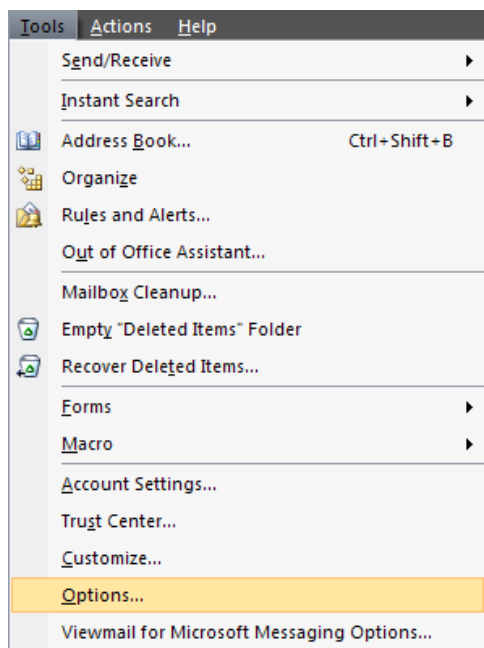 Tools Actions Help
Send/Receive
Instant Search
Address Book... Ctrl+Shift+B
Organize
Rules and Alerts...
Out of Office Assistant...
Mailbox Cleanup...
Empty "Deleted Items" Folder
Recover Deleted Items...
Forms
Macro
Account Settings...
Trust Center...
Customize...
Options...
Viewmail for Microsoft Messaging Options...